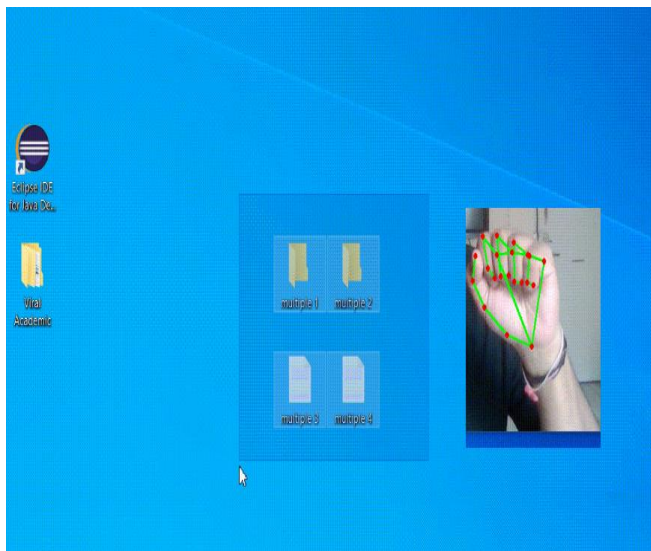 Eclipse IDE
for Java De...
Viral
Academic
multiple 1
multiple 2
multiple 3
multiple 4